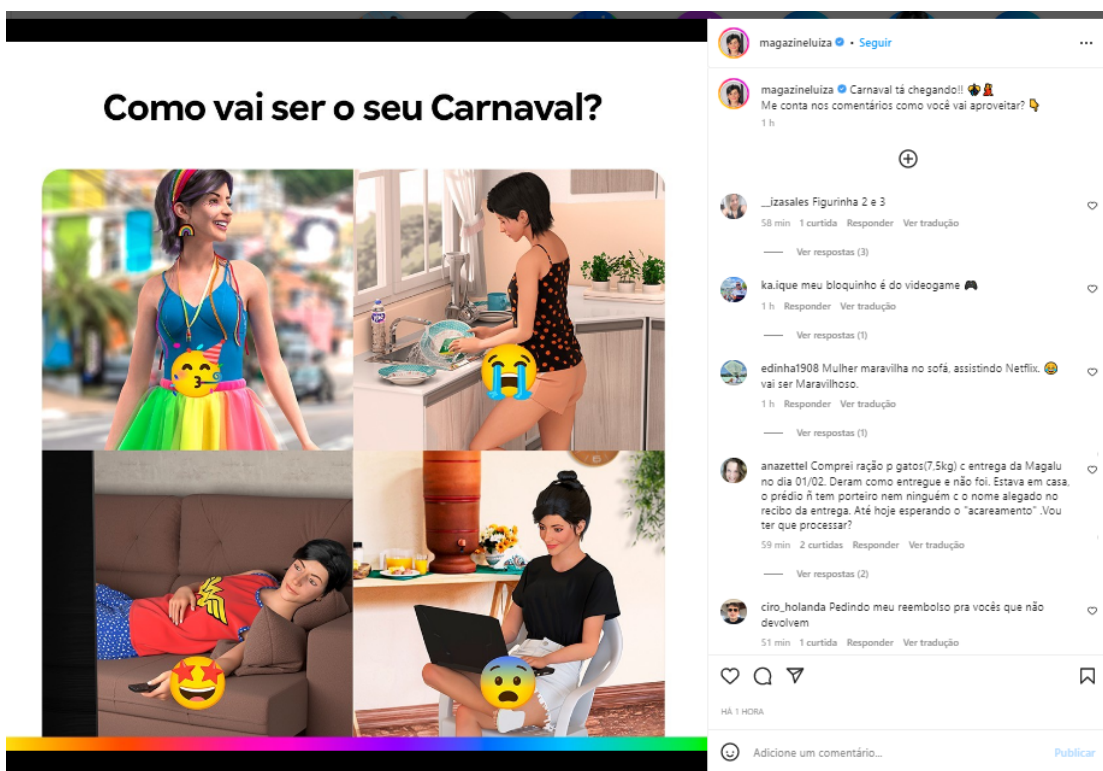 Como vai ser o seu Carnaval?
magazineluiza • Seguir
magazineluiza Carnaval tá chegando!!
Me conta nos comentários como você vai aproveitar?
1 h
__izasales Figurinha 2 e 3
58 min 1 curtida Responder Ver tradução
Ver respostas (3)
ka.ique meu bloquinho é do videogame
1 h Responder Ver tradução
Ver respostas (1)
edinha1908 Mulher maravilha no sofá, assistindo Netflix.
vai ser Maravilhoso.
1 h Responder Ver tradução
Ver respostas (1)
anazettel Comprei ração p gatos(7,5kg) c entrega da Magalu
no dia 01/02. Deram como entregue e não foi. Estava em casa,
o prédio ñ tem porteiro nem ninguém c o nome alegado no
recibo da entrega. Até hoje esperando o "acareamento" .Vou
ter que processar?
59 min 2 curtidas Responder Ver tradução
Ver respostas (2)
ciro_holanda Pedindo meu reembolso pra vocês que não
devolvem
51 min 1 curtida Responder Ver tradução
HÁ 1 HORA
Adicione um comentário...
Publicar